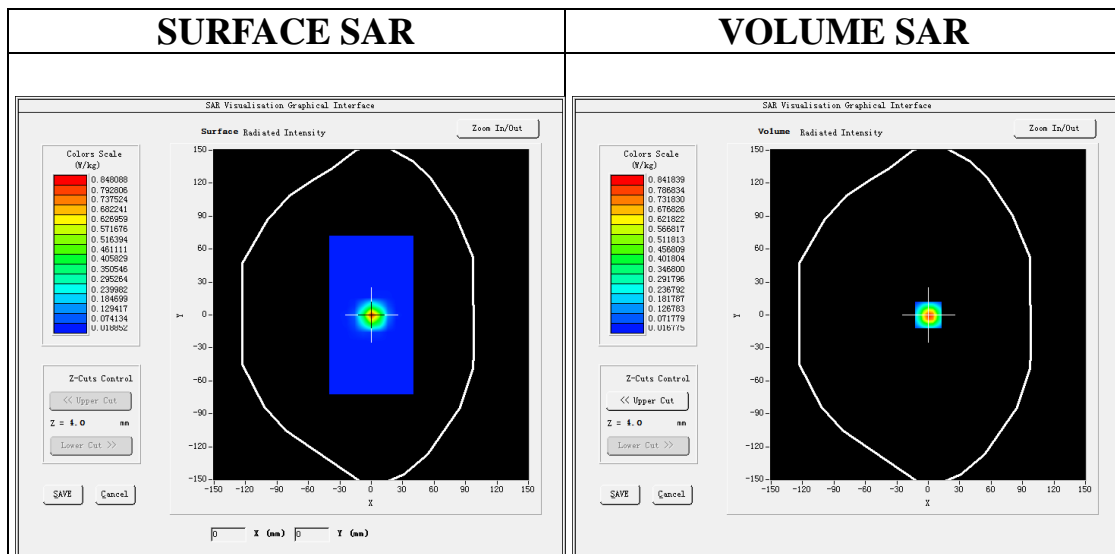 SURFACE SAR
VOLUME SAR
SAR Visualisation Graphical Interface
Surface Radiated Intensity
Zoom In/Out
Colors Scale
(W/kg)
0.848088
0.792806
0.737524
0.682241
0.626959
0.571676
0.516394
0.461111
0.405829
0.350546
0.295264
0.239982
0.184699
0.129417
0.074134
0.018852
Z-Cuts Control
<< Upper Cut
Z = 4.0 mm
Lower Cut >>
SAVE Cancel
150
120
90
60
30
0
-30
-60
-90
-120
-150
Y
-150 -120 -90 -60 -30 0 30 60 90 120 150
X
0 X (mm) 0 Y (mm)
SAR Visualisation Graphical Interface
Volume Radiated Intensity
Zoom In/Out
Colors Scale
(W/kg)
0.841839
0.786834
0.731830
0.676826
0.621822
0.566817
0.511813
0.456809
0.401804
0.346800
0.291796
0.236792
0.181787
0.126783
0.071779
0.016775
Z-Cuts Control
<< Upper Cut
Z = 4.0 mm
Lower Cut >>
SAVE Cancel
150
120
90
60
30
0
-30
-60
-90
-120
-150
Y
-150 -120 -90 -60 -30 0 30 60 90 120 150
X